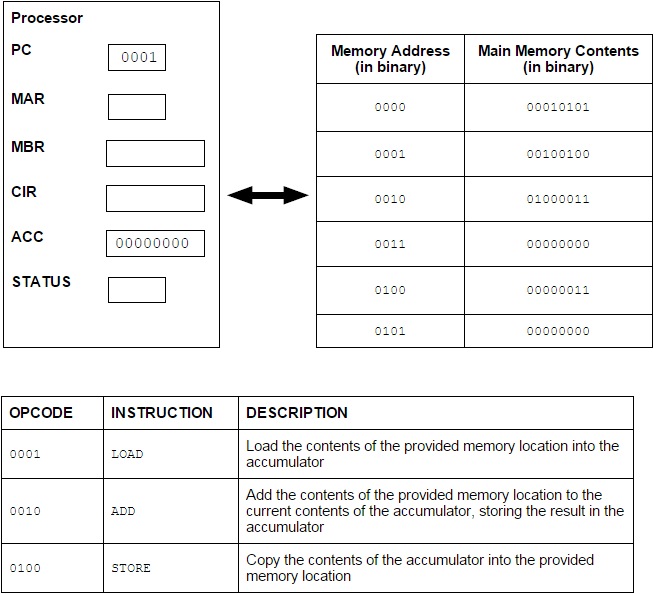 Processor
PC 0001
MAR
MBR
CIR
ACC 00000000
STATUS
Memory Address Main Memory Contents
(in binary) (in binary)
0000 00010101
0001 00100100
0010 01000011
0011 00000000
0100 00000011
0101 00000000
OPCODE INSTRUCTION DESCRIPTION
0001 LOAD Load the contents of the provided memory location into the
accumulator
0010 ADD Add the contents of the provided memory location to the
current contents of the accumulator, storing the result in the
accumulator
0100 STORE Copy the contents of the accumulator into the provided
memory location